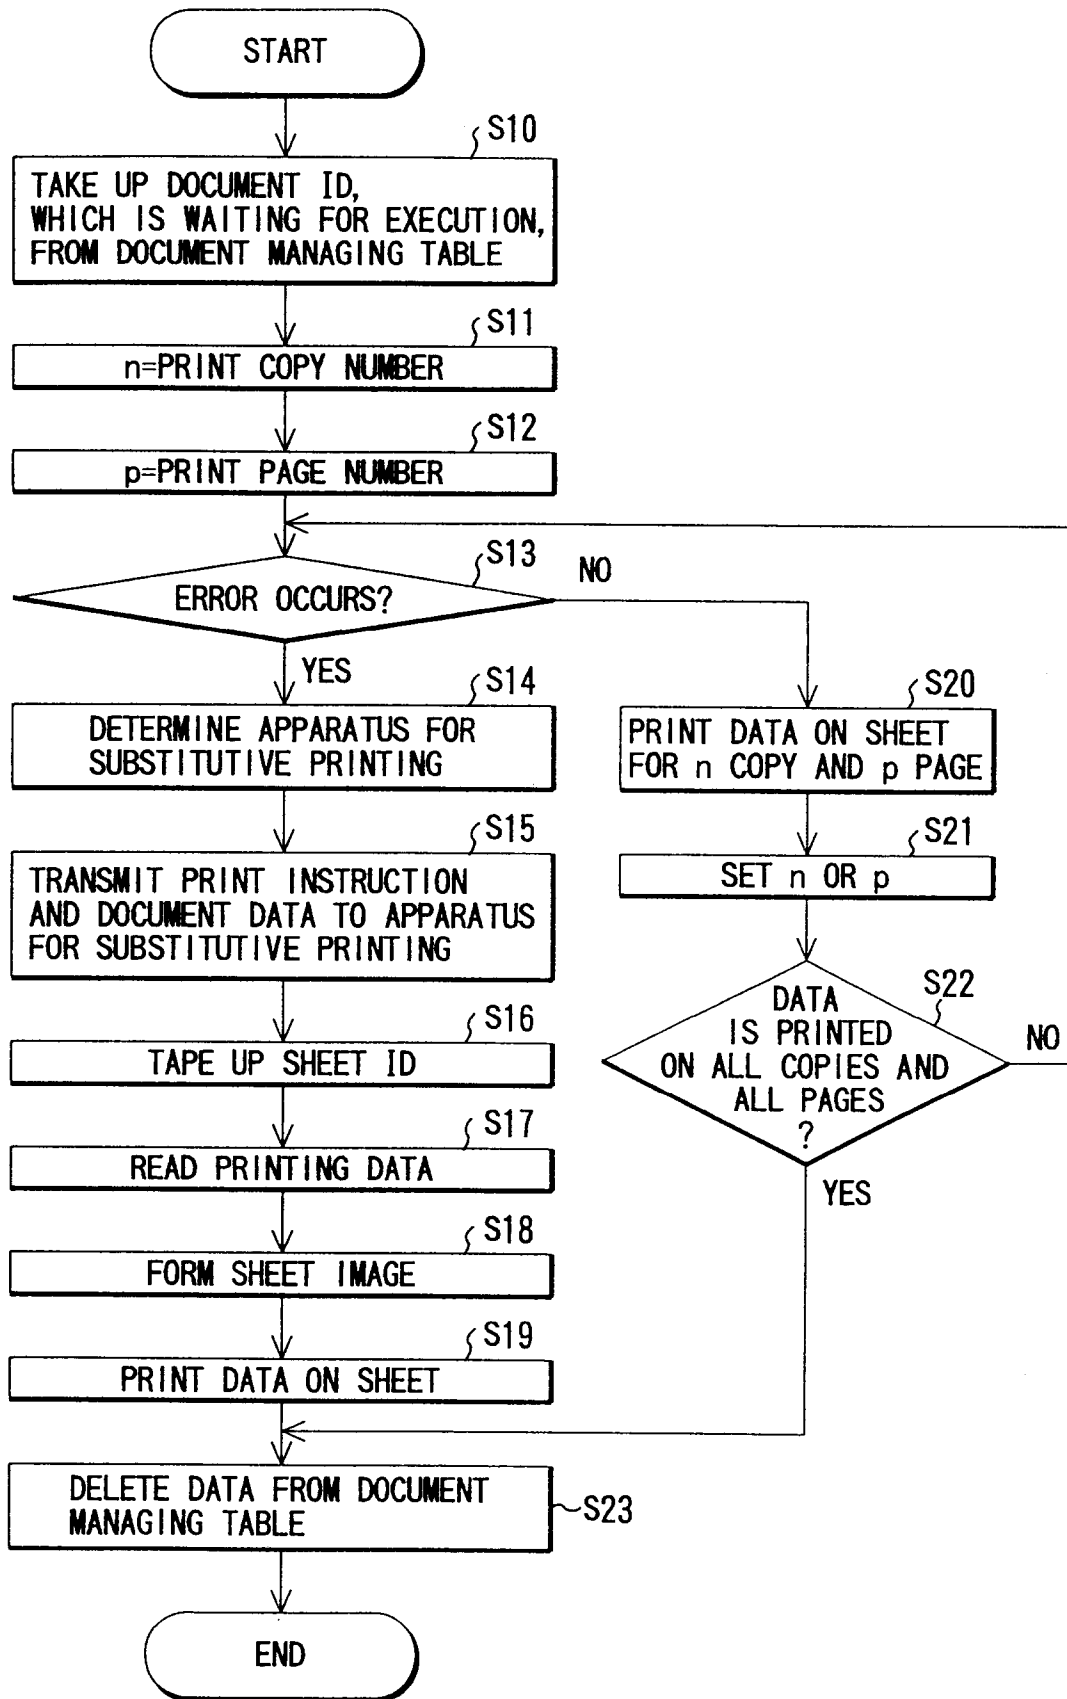 START
S10
TAKE UP DOCUMENT ID,
WHICH IS WAITING FOR EXECUTION,
FROM DOCUMENT MANAGING TABLE
S11
n=PRINT COPY NUMBER
S12
p=PRINT PAGE NUMBER
S13
ERROR OCCURS?
NO
YES
S14
DETERMINE APPARATUS FOR
SUBSTITUTIVE PRINTING
S15
TRANSMIT PRINT INSTRUCTION
AND DOCUMENT DATA TO APPARATUS
FOR SUBSTITUTIVE PRINTING
S16
TAPE UP SHEET ID
S17
READ PRINTING DATA
S18
FORM SHEET IMAGE
S19
PRINT DATA ON SHEET
S20
PRINT DATA ON SHEET
FOR n COPY AND p PAGE
S21
SET n OR p
S22
DATA
IS PRINTED
ON ALL COPIES AND
ALL PAGES
?
NO
YES
DELETE DATA FROM DOCUMENT
MANAGING TABLE
S23
END